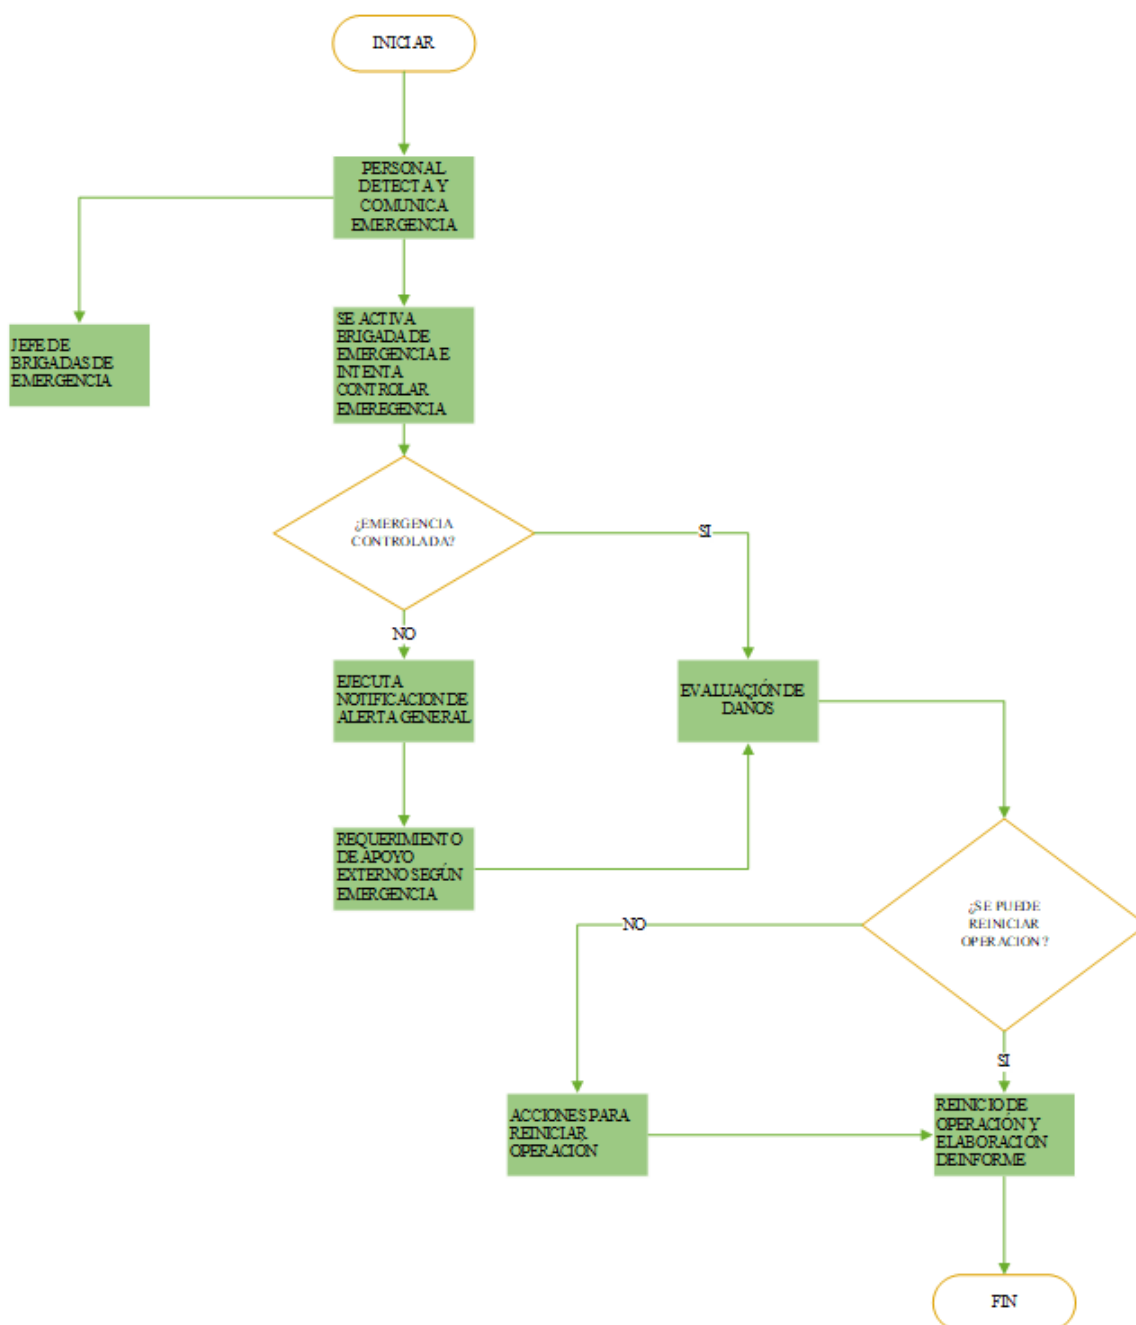 INICIAR
PERSONAL
DETECTA Y
COMUNICA
EMERGENCIA
JEFE DE
BRIGADAS DE
EMERGENCIA
SE ACTIVA
BRIGADA DE
EMERGENCIA E
INTENTA
CONTROLAR
EMEREGENCIA
¿EMERGENCIA
CONTROLADA?
SI
NO
EJECUTA
NOTIFICACION DE
ALERTA GENERAL
EVALUACIÓN DE
DAÑOS
REQUERIMIENTO
DE APOYO
EXTERNO SEGÚN
EMERGENCIA
¿SE PUEDE
REINICIAR
OPERACION?
NO
SI
ACCIONES PARA
REINICIAR
OPERACIÓN
REINICIO DE
OPERACIÓN Y
ELABORACIÓN
DE INFORME
FIN